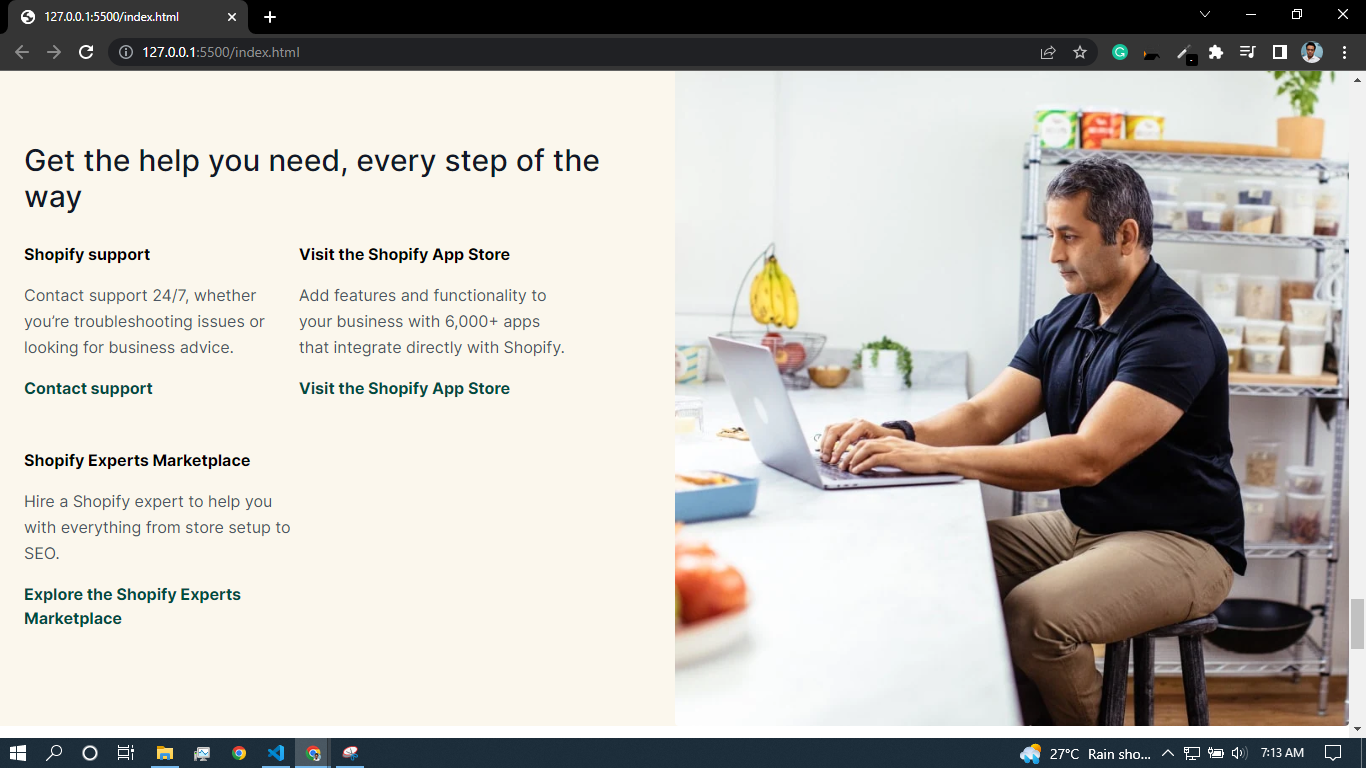 127.0.0.1:5500/index.html
127.0.0.1:5500/index.html
Get the help you need, every step of the
way
Shopify support
Contact support 24/7, whether
you’re troubleshooting issues or
looking for business advice.
Contact support
Visit the Shopify App Store
Add features and functionality to
your business with 6,000+ apps
that integrate directly with Shopify.
Visit the Shopify App Store
Shopify Experts Marketplace
Hire a Shopify expert to help you
with everything from store setup to
SEO.
Explore the Shopify Experts
Marketplace
27°C Rain sho...
7:13 AM